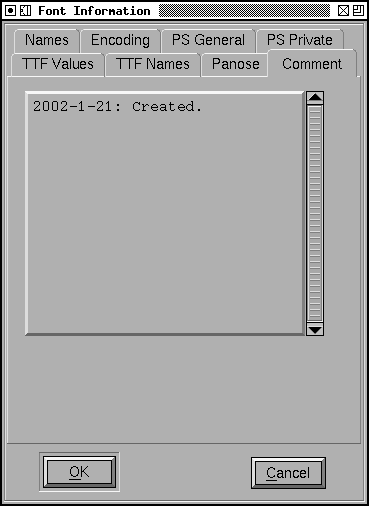 Font Information
Names Encoding PS General PS Private
TTF Values TTF Names Panose Comment
2002-1-21: Created.
OK Cancel